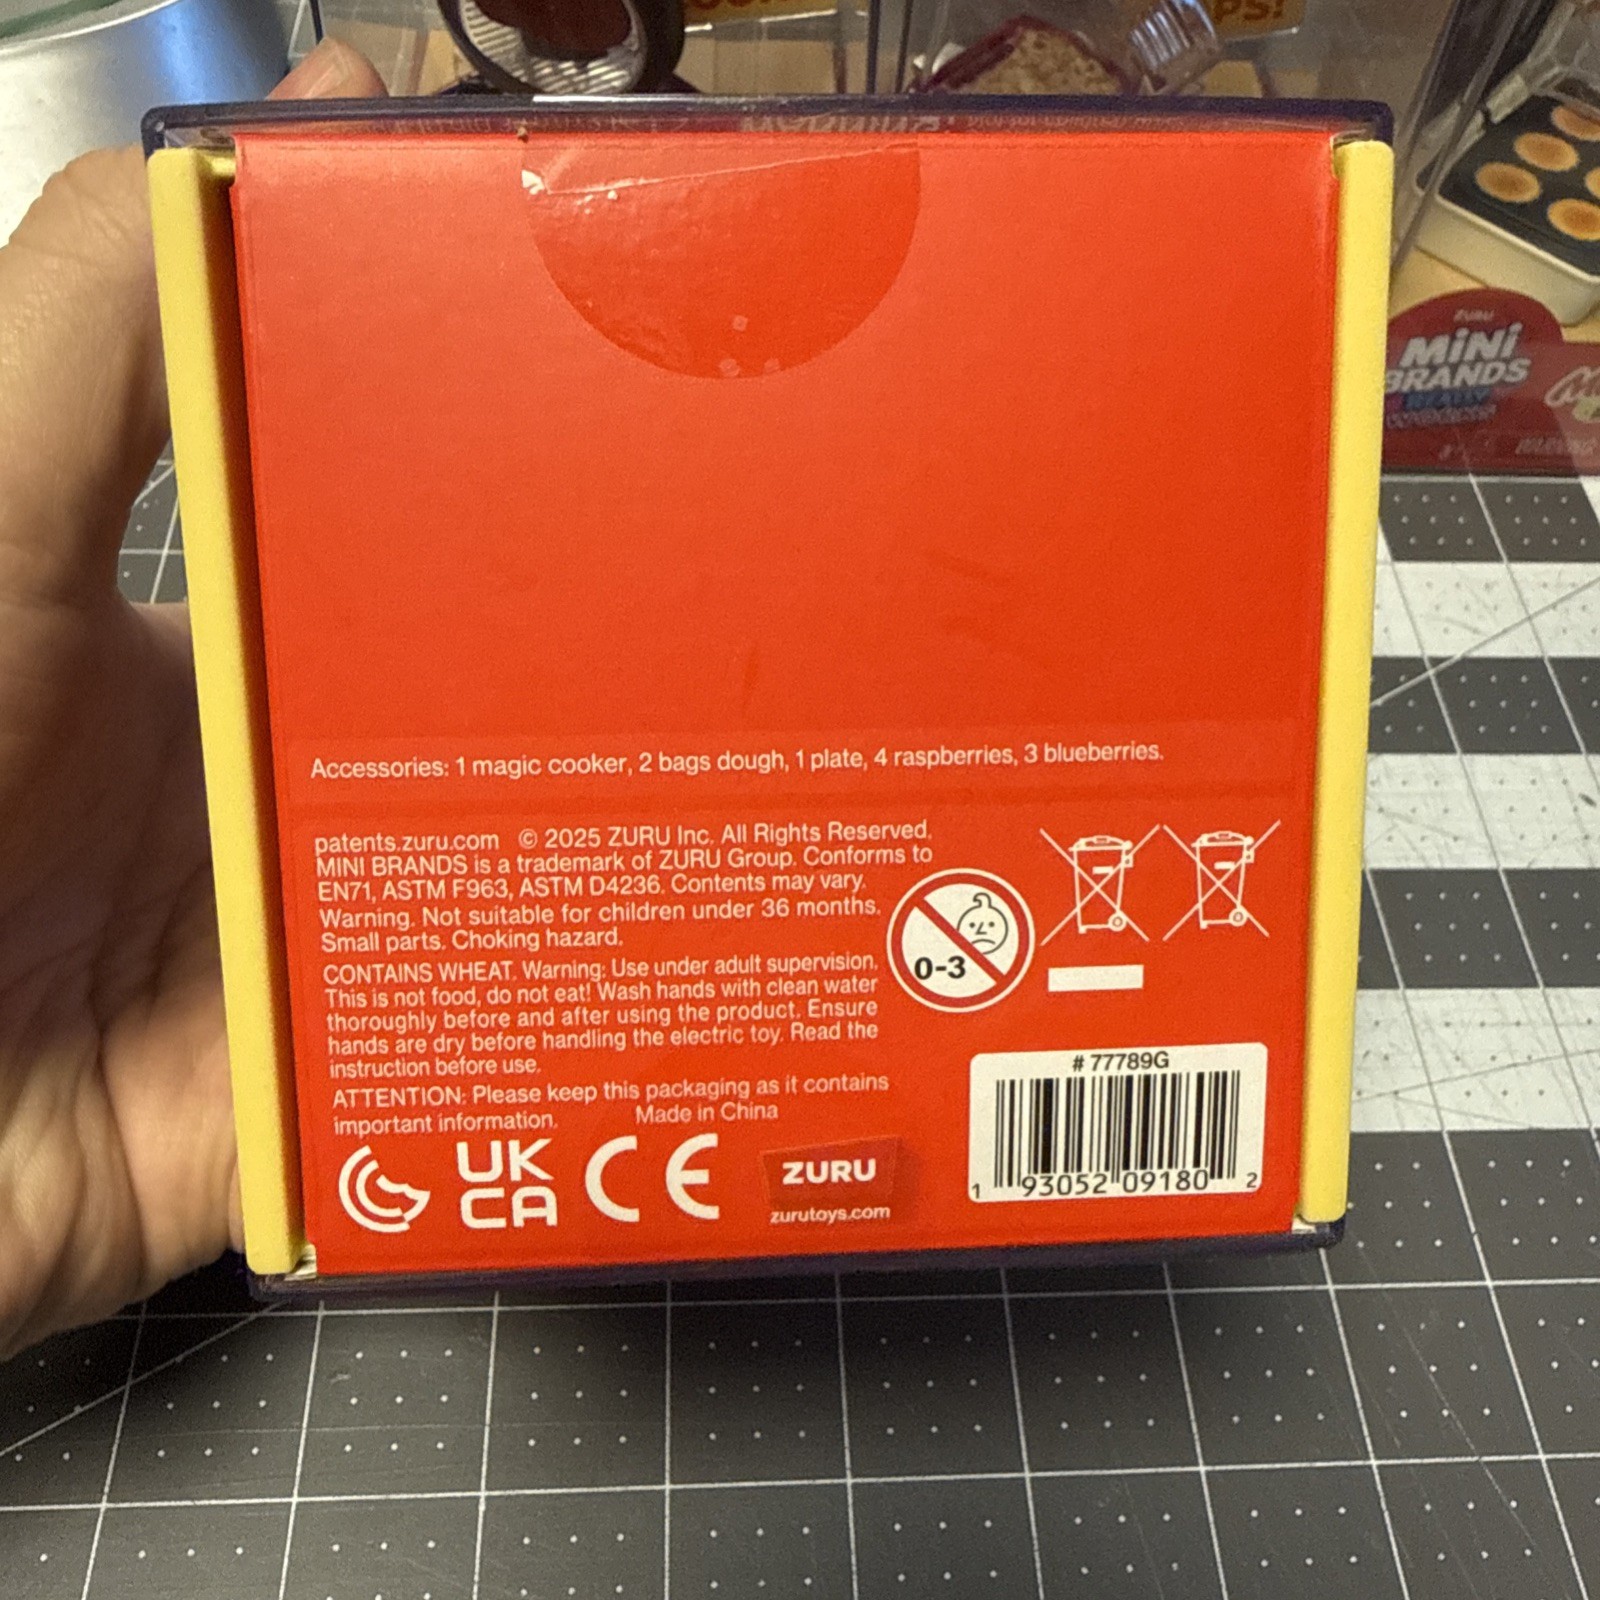 PS!
Accessories: 1 magic cooker, 2 bags dough, 1 plate, 4 raspberries, 3 blueberries.
patents.zuru.com © 2025 ZURU Inc. All Rights Reserved.
MINI BRANDS is a trademark of ZURU Group. Conforms to
EN71, ASTM F963, ASTM D4236. Contents may vary.
Warning. Not suitable for children under 36 months.
Small parts. Choking hazard.
CONTAINS WHEAT. Warning: Use under adult supervision.
This is not food, do not eat! Wash hands with clean water
thoroughly before and after using the product. Ensure
hands are dry before handling the electric toy. Read the
instruction before use.
ATTENTION: Please keep this packaging as it contains
important information. Made in China
0-3
UK
CA
CE
ZURU
zurutoys.com
# 77789G
1 93052 09180 2
ZURU
MINI
BRANDS
WARNING